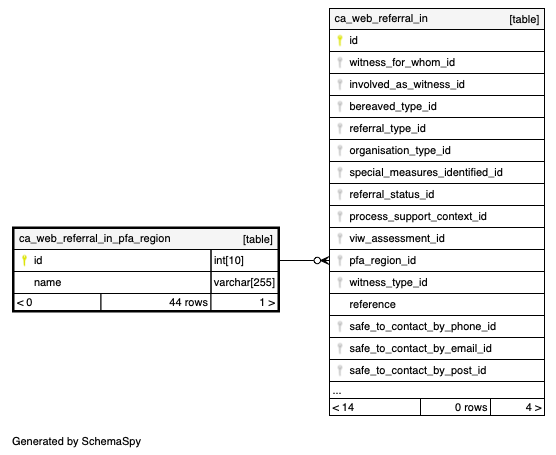 ca_web_referral_in [table]
id
witness_for_whom_id
involved_as_witness_id
bereaved_type_id
referral_type_id
organisation_type_id
special_measures_identified_id
referral_status_id
process_support_context_id
viw_assessment_id
pfa_region_id
witness_type_id
reference
safe_to_contact_by_phone_id
safe_to_contact_by_email_id
safe_to_contact_by_post_id
...
< 14 0 rows 4 >
ca_web_referral_in_pfa_region [table]
id int[10]
name varchar[255]
< 0 44 rows 1 >
Generated by SchemaSpy